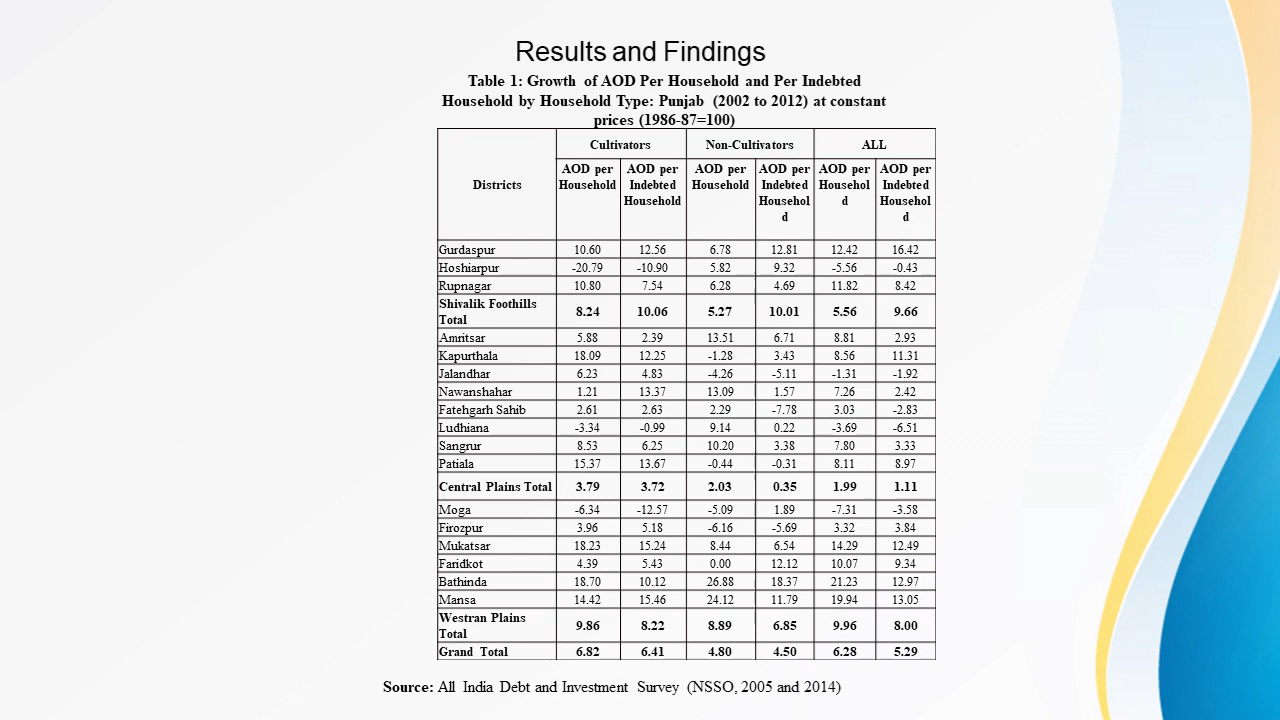 Results and Findings
Table 1: Growth of AOD Per Household and Per Indebted
Household by Household Type: Punjab (2002 to 2012) at constant
prices (1986-87=100)
Districts Cultivators Non-Cultivators ALL
AOD per Household AOD per Indebted Household AOD per Household AOD per Indebted Househol d AOD per Househol d AOD per Indebted Househol d
Gurdaspur 10.60 12.56 6.78 12.81 12.42 16.42
Hoshiarpur -20.79 -10.90 5.82 9.32 -5.56 -0.43
Rupnagar 10.80 7.54 6.28 4.69 11.82 8.42
Shivalik Foothills Total 8.24 10.06 5.27 10.01 5.56 9.66
Amritsar 5.88 2.39 13.51 6.71 8.81 2.93
Kapurthala 18.09 12.25 -1.28 3.43 8.56 11.31
Jalandhar 6.23 4.83 -4.26 -5.11 -1.31 -1.92
Nawanshahar 1.21 13.37 13.09 1.57 7.26 2.42
Fatehgarh Sahib 2.61 2.63 2.29 -7.78 3.03 -2.83
Ludhiana -3.34 -0.99 9.14 0.22 -3.69 -6.51
Sangrur 8.53 6.25 10.20 3.38 7.80 3.33
Patiala 15.37 13.67 -0.44 -0.31 8.11 8.97
Central Plains Total 3.79 3.72 2.03 0.35 1.99 1.11
Moga -6.34 -12.57 -5.09 1.89 -7.31 -3.58
Firozpur 3.96 5.18 -6.16 -5.69 3.32 3.84
Mukatsar 18.23 15.24 8.44 6.54 14.29 12.49
Faridkot 4.39 5.43 0.00 12.12 10.07 9.34
Bathinda 18.70 10.12 26.88 18.37 21.23 12.97
Mansa 14.42 15.46 24.12 11.79 19.94 13.05
Westran Plains Total 9.86 8.22 8.89 6.85 9.96 8.00
Grand Total 6.82 6.41 4.80 4.50 6.28 5.29
Source: All India Debt and Investment Survey (NSSO, 2005 and 2014)